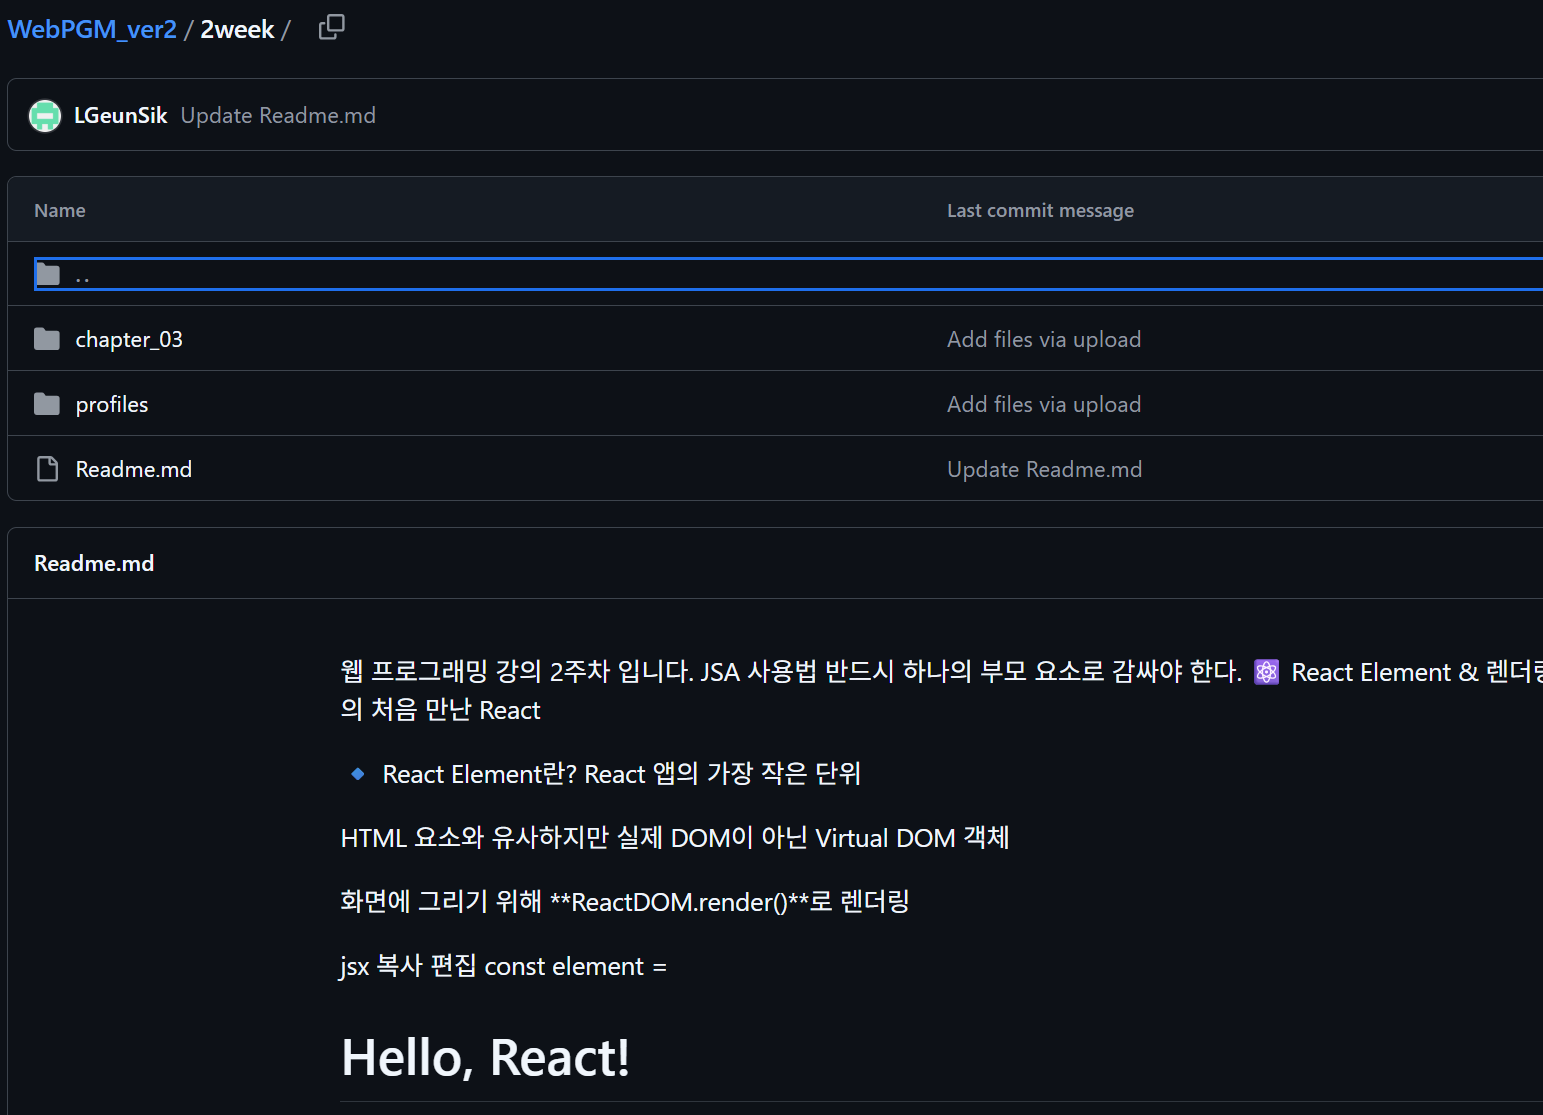 WebPGM_ver2 / 2week /
LGeunSik Update Readme.md
Name Last commit message
..
chapter_03 Add files via upload
profiles Add files via upload
Readme.md Update Readme.md
Readme.md
웹 프로그래밍 강의 2주차 입니다. JSA 사용법 반드시 하나의 부모 요소로 감싸야 한다. ⚛️ React Element & 렌더링
의 처음 만난 React
🔹 React Element란? React 앱의 가장 작은 단위
HTML 요소와 유사하지만 실제 DOM이 아닌 Virtual DOM 객체
화면에 그리기 위해 **ReactDOM.render()**로 렌더링
jsx 복사 편집 const element =
Hello, React!